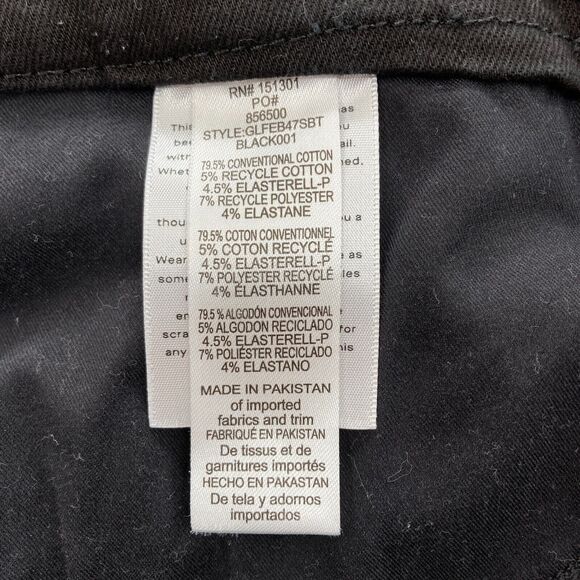 RN# 151301
PO#
856500
STYLE:GLFEB47SBT
BLACK001
79.5% CONVENTIONAL COTTON
5% RECYCLE COTTON
4.5% ELASTERELL-P
7% RECYCLE POLYESTER
4% ELASTANE
79.5% COTON CONVENTIONNEL
5% COTON RECYCLÉ
4.5% ELASTERELL-P
7% POLYESTER RECYCLÉ
4% ÉLASTHANNE
79.5 % ALGODÓN CONVENCIONAL
5% ALGODON RECICLADO
4.5% ELASTERELL-P
7% POLIÉSTER RECICLADO
4% ELASTANO
MADE IN PAKISTAN
of imported
fabrics and trim
FABRIQUÉ EN PAKISTAN
De tissus et de
garnitures importés
HECHO EN PAKASTAN
De tela y adornos
importados